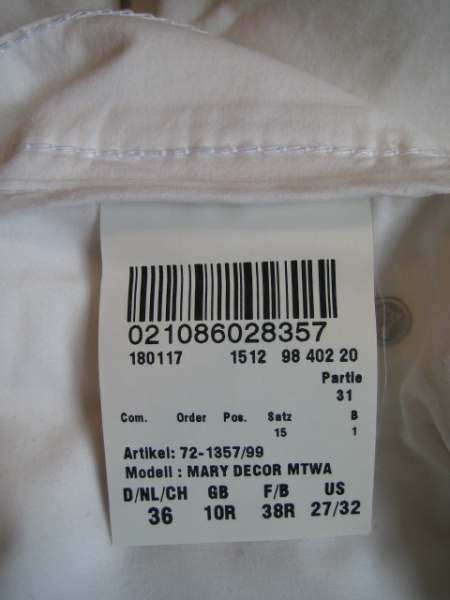 021086028357
180117 1512 98 402 20
Partie
31
Com. Order Pos. Satz B
15 1
Artikel: 72-1357/99
Modell : MARY DECOR MTWA
D/NL/CH GB F/B US
36 10R 38R 27/32